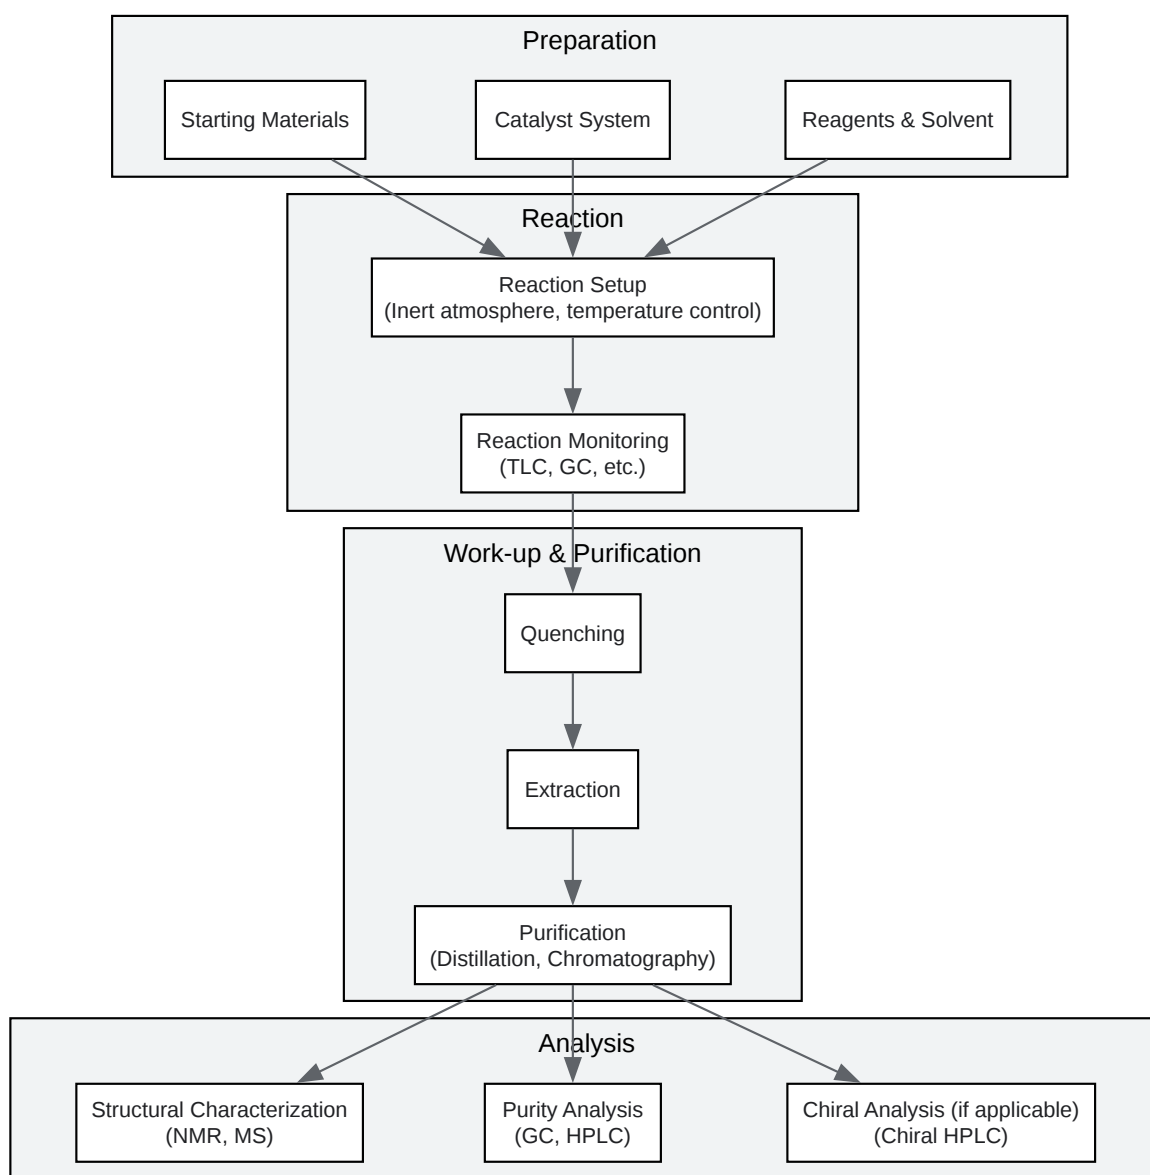 Preparation
Starting Materials
Catalyst System
Reagents & Solvent
Reaction
Reaction Setup
(Inert atmosphere, temperature control)
Reaction Monitoring
(TLC, GC, etc.)
Work-up & Purification
Quenching
Extraction
Purification
(Distillation, Chromatography)
Analysis
Structural Characterization
(NMR, MS)
Purity Analysis
(GC, HPLC)
Chiral Analysis (if applicable)
(Chiral HPLC)